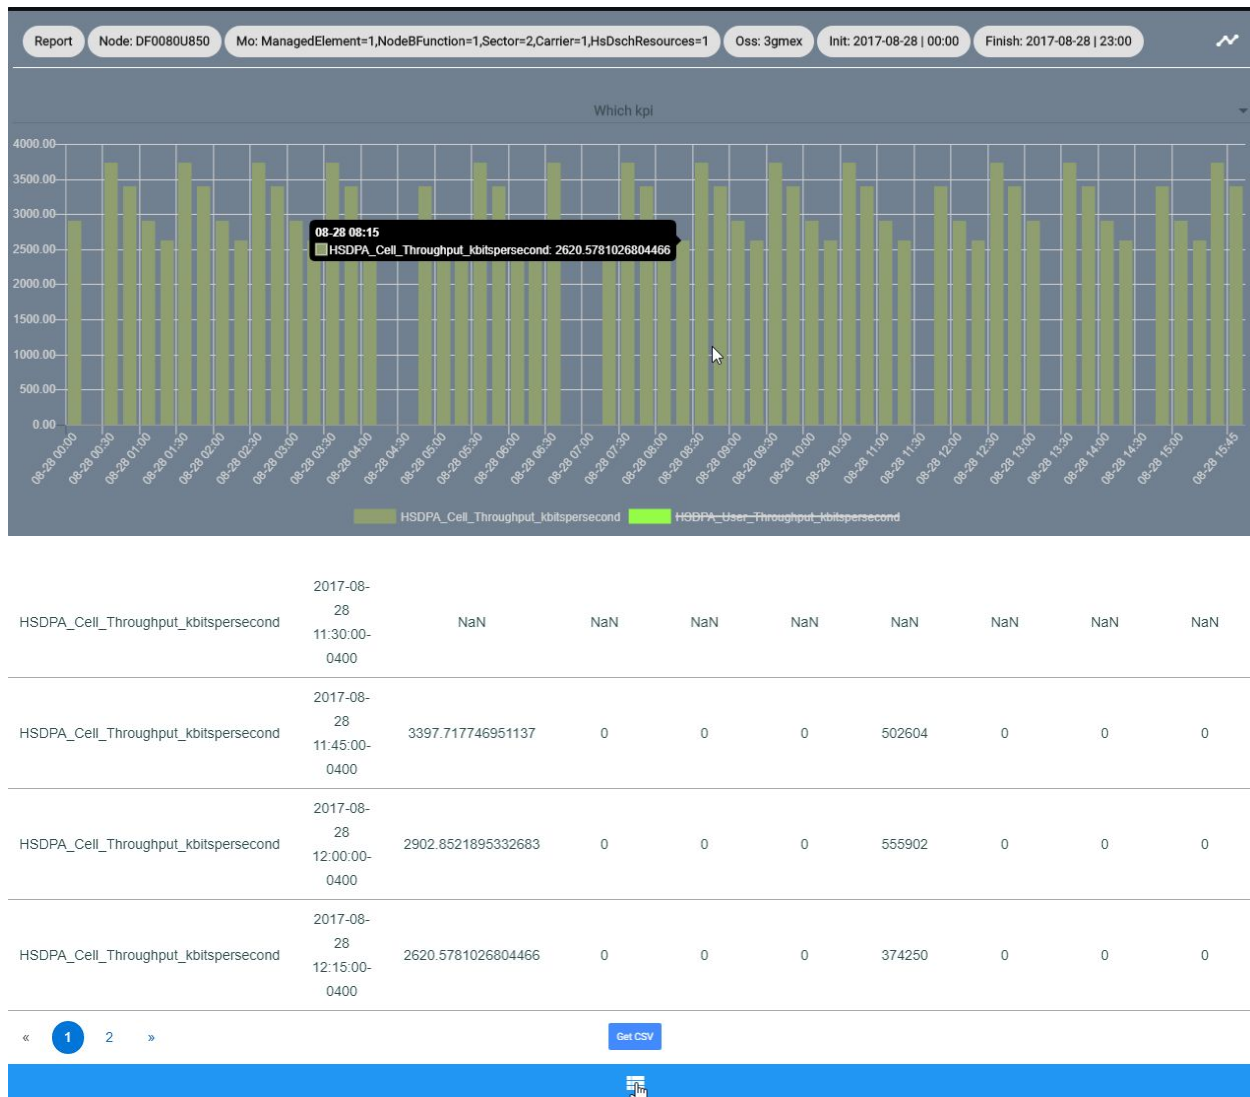 Report Node: DF0080U850 Mo: ManagedElement=1,NodeBFunction=1,Sector=2,Carrier=1,HsDschResources=1 Oss: 3gmex Init: 2017-08-28 | 00:00 Finish: 2017-08-28 | 23:00
Which kpi
4000.00
3500.00
3000.00
2500.00
2000.00
1500.00
1000.00
500.00
0.00
08-28 08:15
HSDPA_Cell_Throughput_kbitspersecond: 2620.5781026804466
08-28 00:00 08-28 00:30 08-28 01:00 08-28 01:30 08-28 02:00 08-28 02:30 08-28 03:00 08-28 03:30 08-28 04:00 08-28 04:30 08-28 05:00 08-28 05:30 08-28 06:00 08-28 06:30 08-28 07:00 08-28 07:30 08-28 08:00 08-28 08:30 08-28 09:00 08-28 09:30 08-28 10:00 08-28 10:30 08-28 11:00 08-28 11:30 08-28 12:00 08-28 12:30 08-28 13:00 08-28 13:30 08-28 14:00 08-28 14:30 08-28 15:00 08-28 15:45
HSDPA_Cell_Throughput_kbitspersecond HSDPA_User_Throughput_kbitspersecond
2017-08-
28
HSDPA_Cell_Throughput_kbitspersecond NaN NaN NaN NaN NaN NaN NaN NaN
11:30:00-
0400
2017-08-
28
HSDPA_Cell_Throughput_kbitspersecond 3397.717746951137 0 0 0 502604 0 0 0
11:45:00-
0400
2017-08-
28
HSDPA_Cell_Throughput_kbitspersecond 2902.8521895332683 0 0 0 555902 0 0 0
12:00:00-
0400
2017-08-
28
HSDPA_Cell_Throughput_kbitspersecond 2620.5781026804466 0 0 0 374250 0 0 0
12:15:00-
0400
« 1 2 » Get CSV